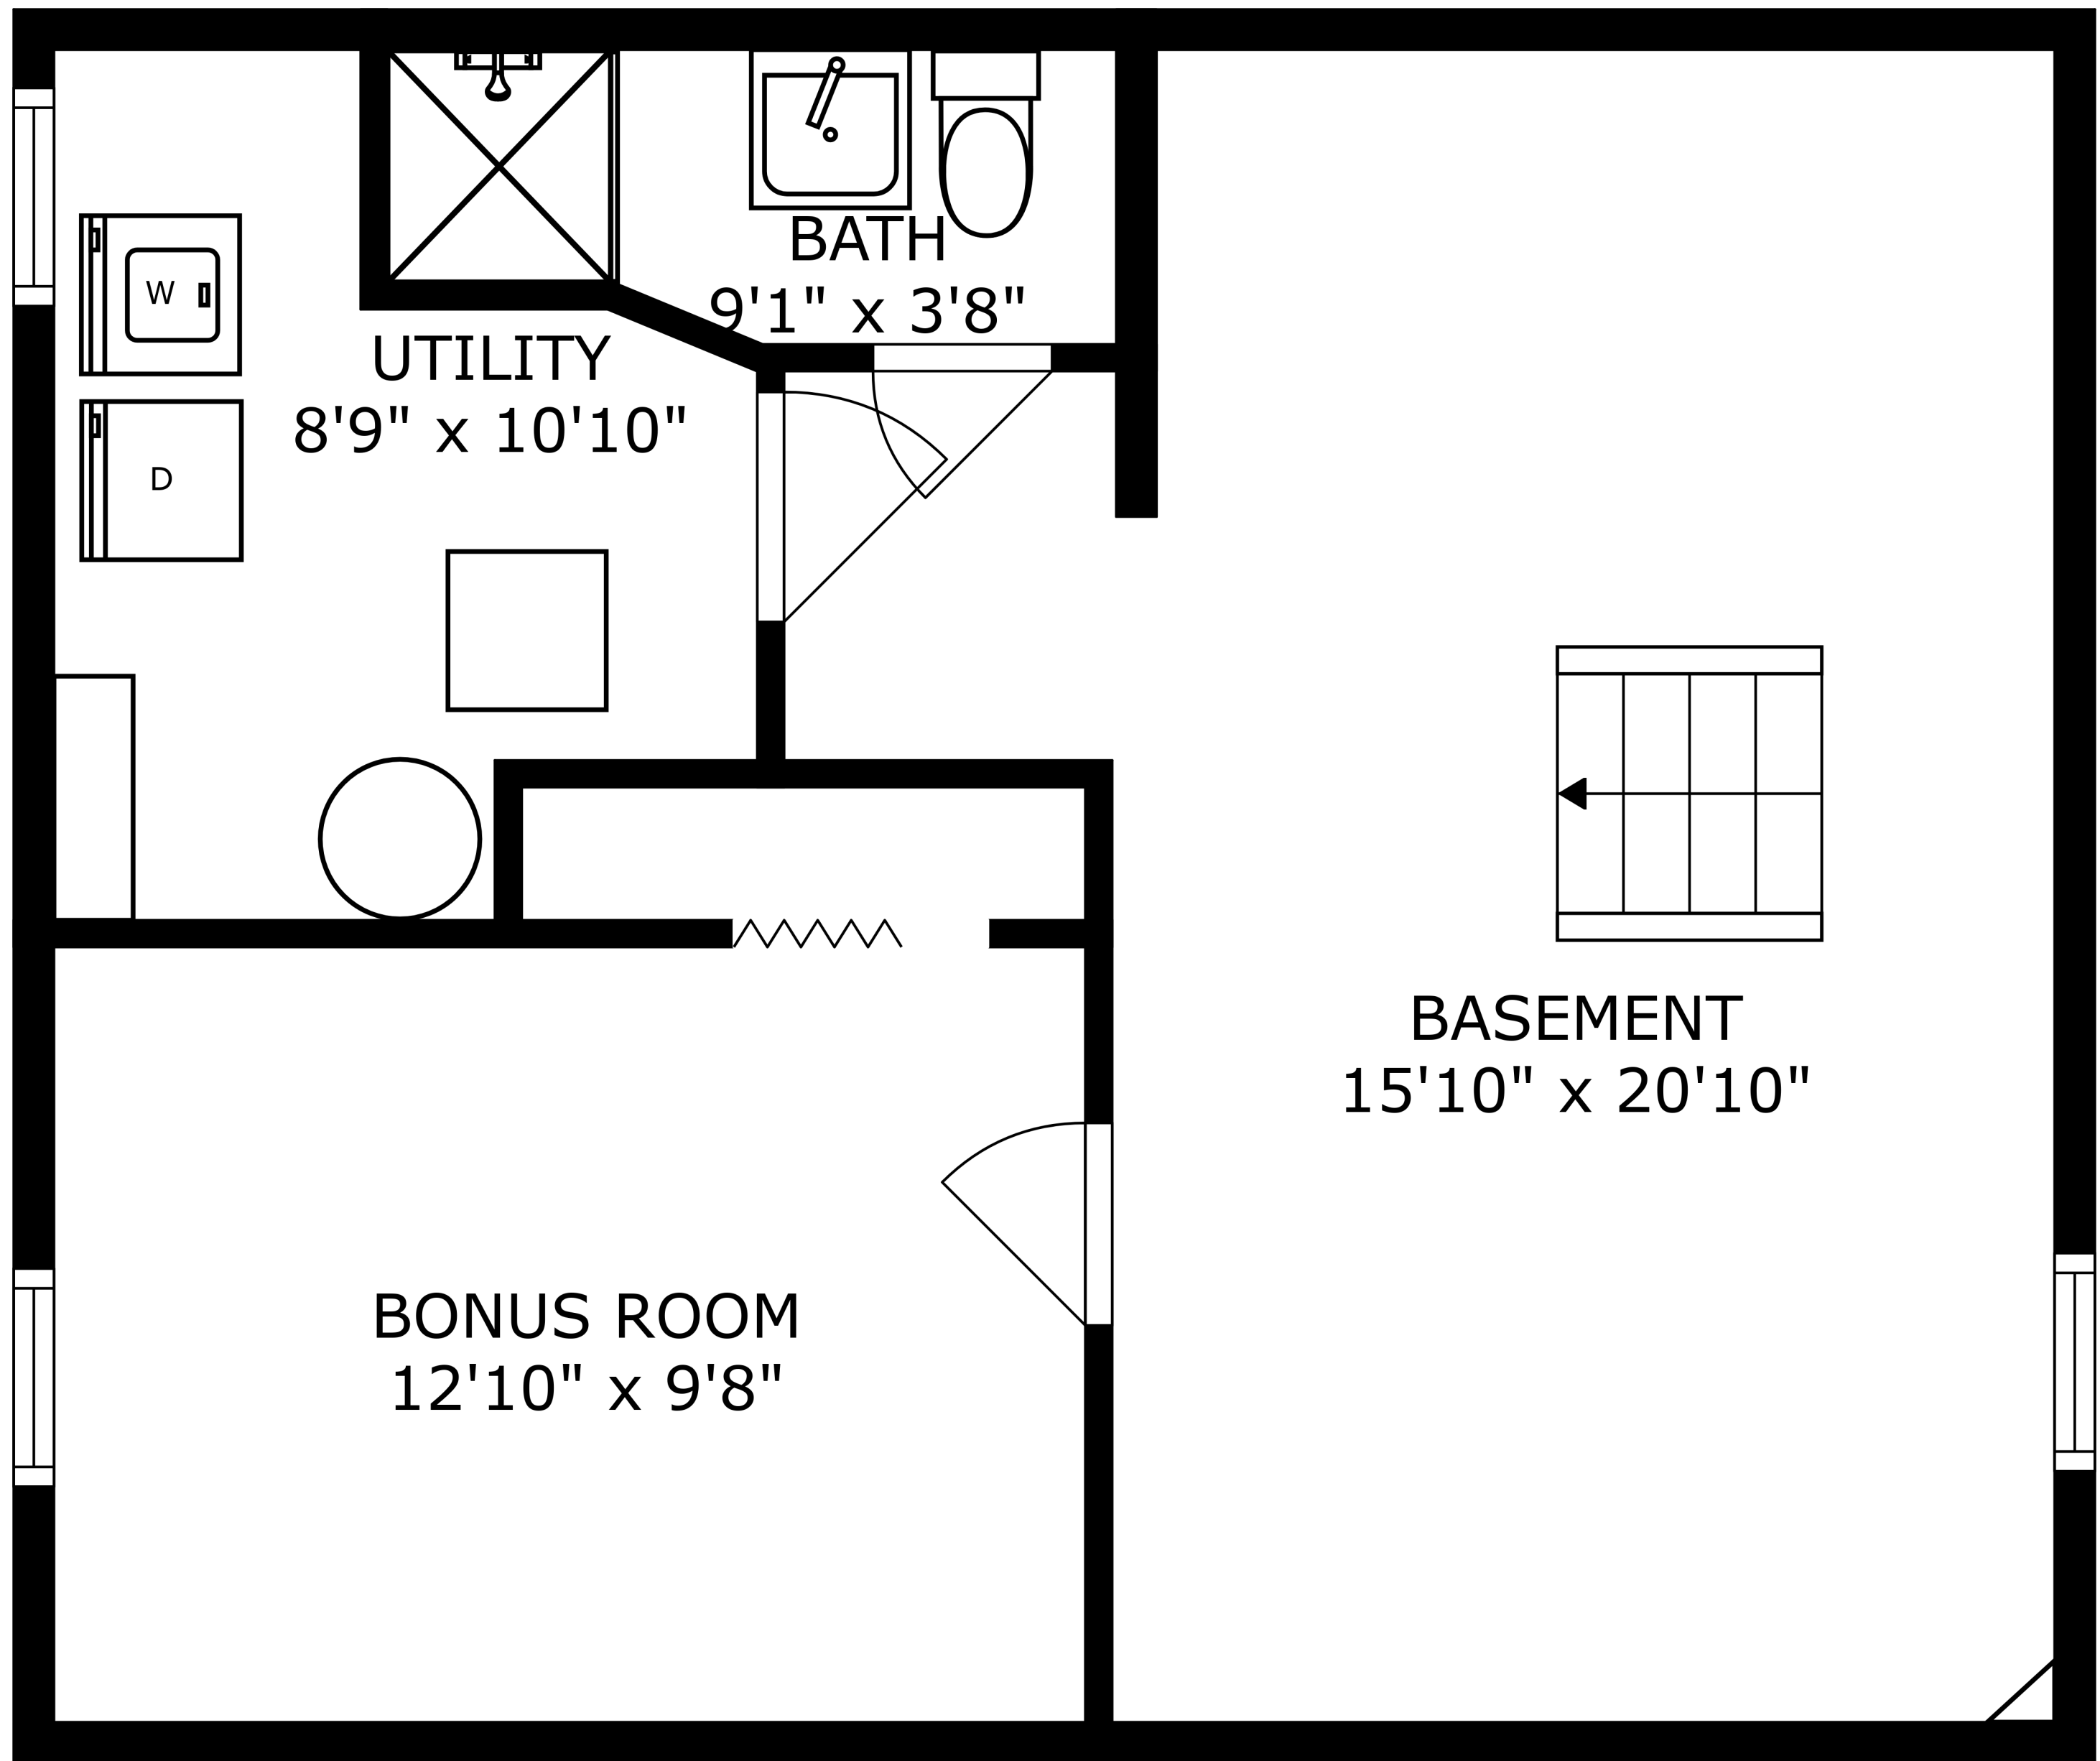 BATH
9'1" x 3'8"
W
UTILITY
8'9" x 10'10"
D
BASEMENT
15'10" x 20'10"
BONUS ROOM
12'10" x 9'8"